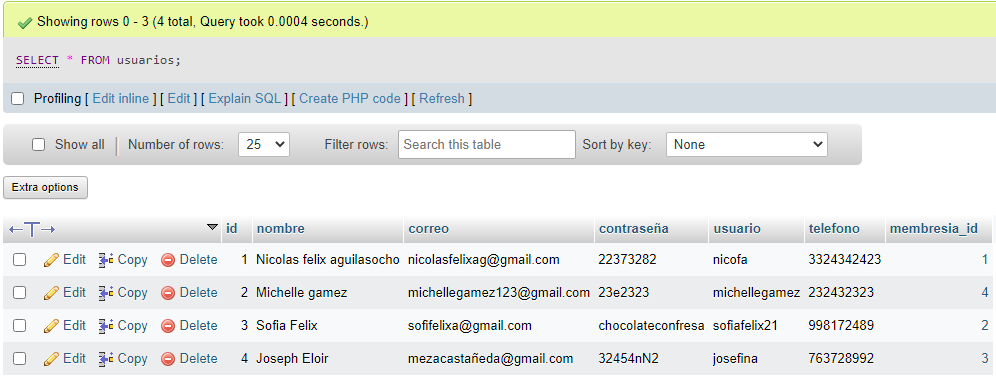 Showing rows 0 - 3 (4 total, Query took 0.0004 seconds.)
SELECT * FROM usuarios;
Profiling [ Edit inline ] [ Edit ] [ Explain SQL ] [ Create PHP code ] [ Refresh ]
Show all Number of rows: 25 Filter rows: Search this table Sort by key: None
Extra options
id nombre correo contraseña usuario telefono membresia_id
Edit Copy Delete 1 Nicolas felix aguilasocho nicolasfelixag@gmail.com 22373282 nicofa 3324342423 1
Edit Copy Delete 2 Michelle gamez michellegamez123@gmail.com 23e2323 michellegamez 232432323 4
Edit Copy Delete 3 Sofia Felix sofifelixa@gmail.com chocolateconfresa sofiafelix21 998172489 2
Edit Copy Delete 4 Joseph Eloir mezacastañeda@gmail.com 32454nN2 josefina 763728992 3